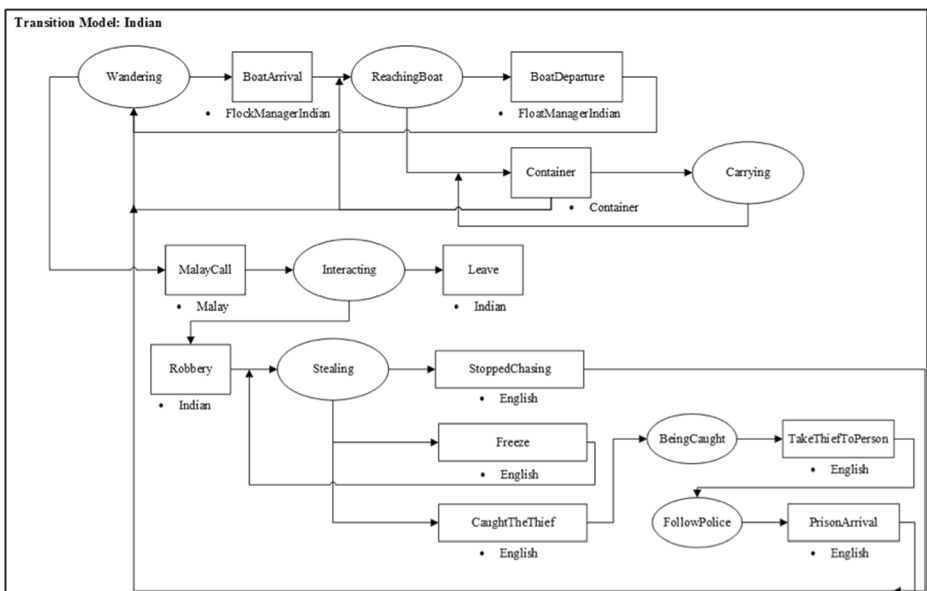 Transition Model: Indian
Wandering
BoatArrival
• FlockManagerIndian
ReachingBoat
BoatDeparture
• FloatManagerIndian
Container
• Container
Carrying
MalayCall
• Malay
Interacting
Leave
• Indian
Robbery
• Indian
Stealing
StoppedChasing
• English
Freeze
• English
CaughtTheThief
• English
BeingCaught
TakeThiefToPerson
• English
FollowPolice
PrisonArrival
• English